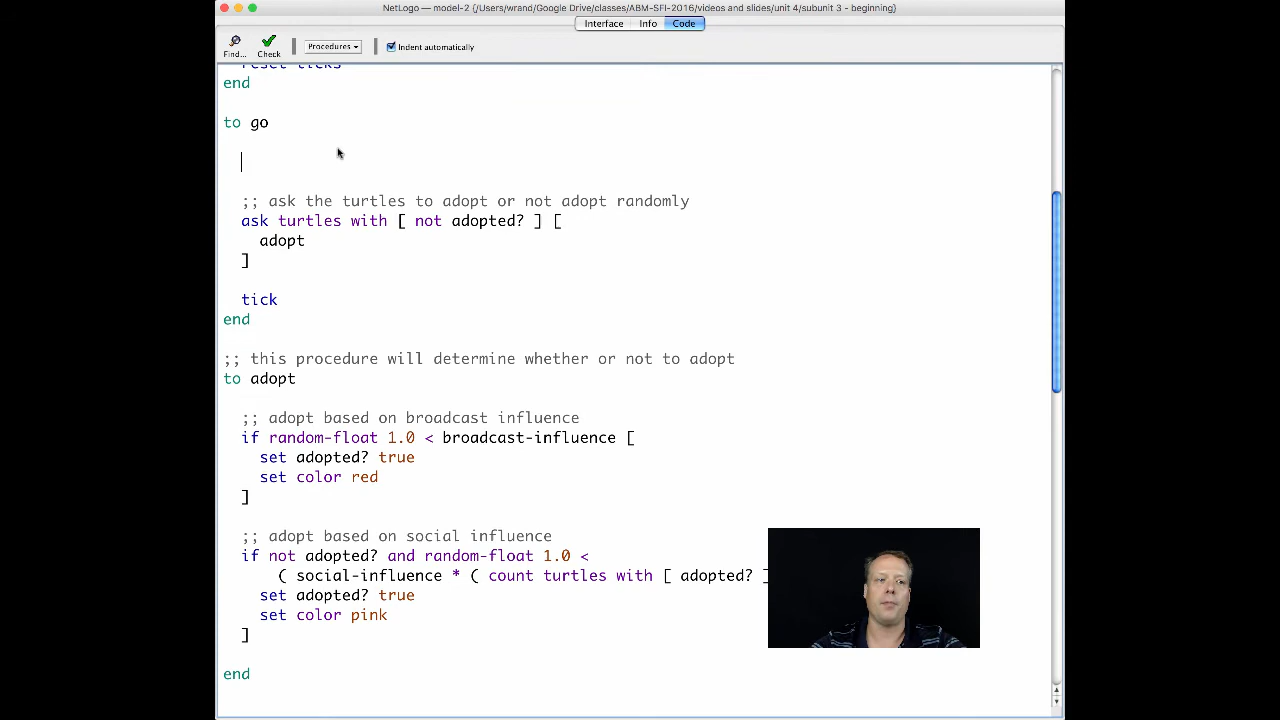 NetLogo — model-2 {/Users/wrand/Google Drive/classes/ABM-SFI-2016/videos and slides/unit 4/subunit 3 - beginning}
Interface Info Code
Find... Check Procedures Indent automatically
reset-ticks
end
to go
;; ask the turtles to adopt or not adopt randomly
ask turtles with [ not adopted? ] [
adopt
]
tick
end
;; this procedure will determine whether or not to adopt
to adopt
;; adopt based on broadcast influence
if random-float 1.0 < broadcast-influence [
set adopted? true
set color red
]
;; adopt based on social influence
if not adopted? and random-float 1.0 <
( social-influence * ( count turtles with [ adopted? ]
set adopted? true
set color pink
]
end